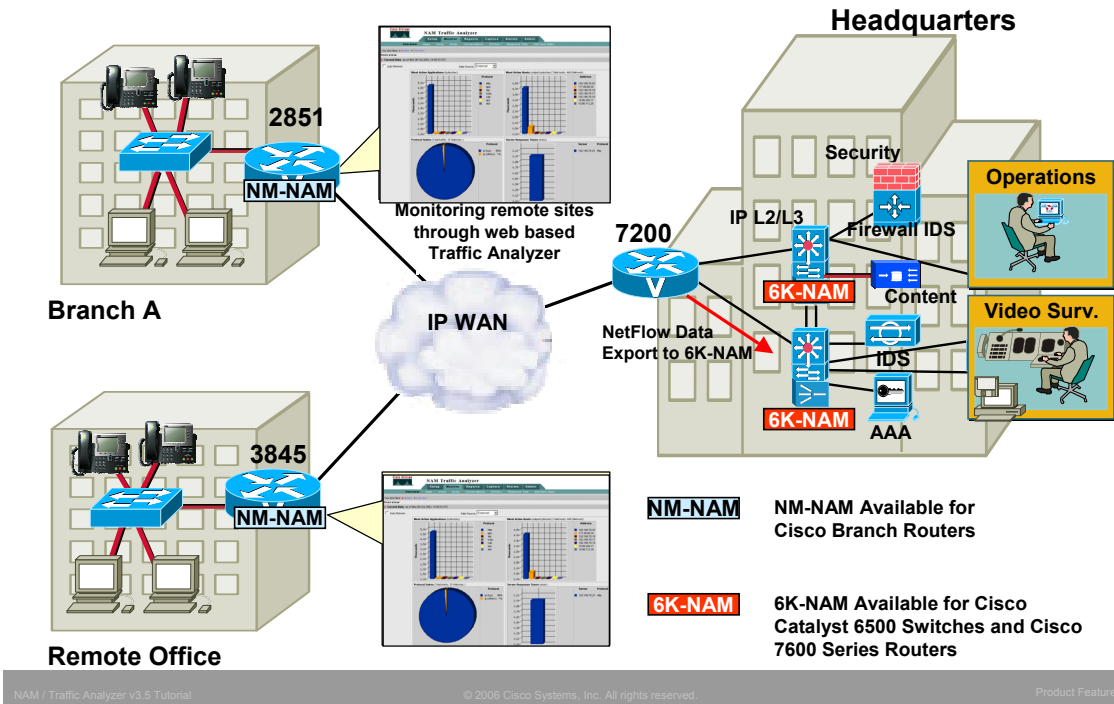 Headquarters
2851
NM-NAM
NAM Traffic Analyzer
Monitoring remote sites
through web based
Traffic Analyzer
Branch A
IP WAN
7200
V
NetFlow Data
Export to 6K-NAM
IP L2/L3
Security
Firewall IDS
6K-NAM
Content
IDS
6K-NAM
AAA
Operations
Video Surv.
3845
NM-NAM
NAM Traffic Analyzer
Remote Office
NM-NAM
NM-NAM Available for
Cisco Branch Routers
6K-NAM
6K-NAM Available for Cisco
Catalyst 6500 Switches and Cisco
7600 Series Routers
NAM / Traffic Analyzer v3.5 Tutorial
© 2006 Cisco Systems, Inc. All rights reserved.
Product Feature